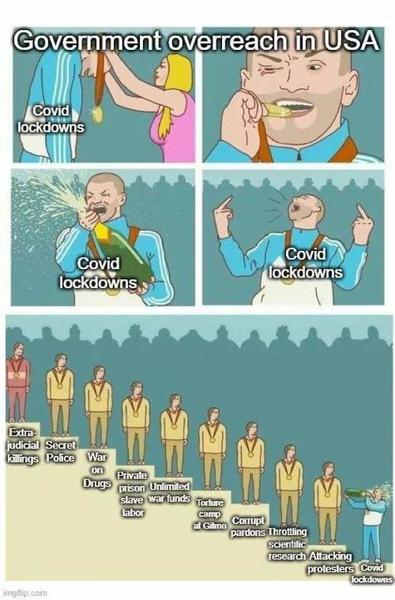 Government overreach in USA
Covid
lockdowns
Covid
lockdowns
Covid
lockdowns
Extra-
judicial
killings
Secret
Police
War
on
Drugs
Private
prison
slave
labor
Unlimited
war funds
Torture
camp
at Gitmo
Corrupt
pardons
Throttling
scientific
research
Attacking
protesters
Covid
lockdowns
imgflip.com